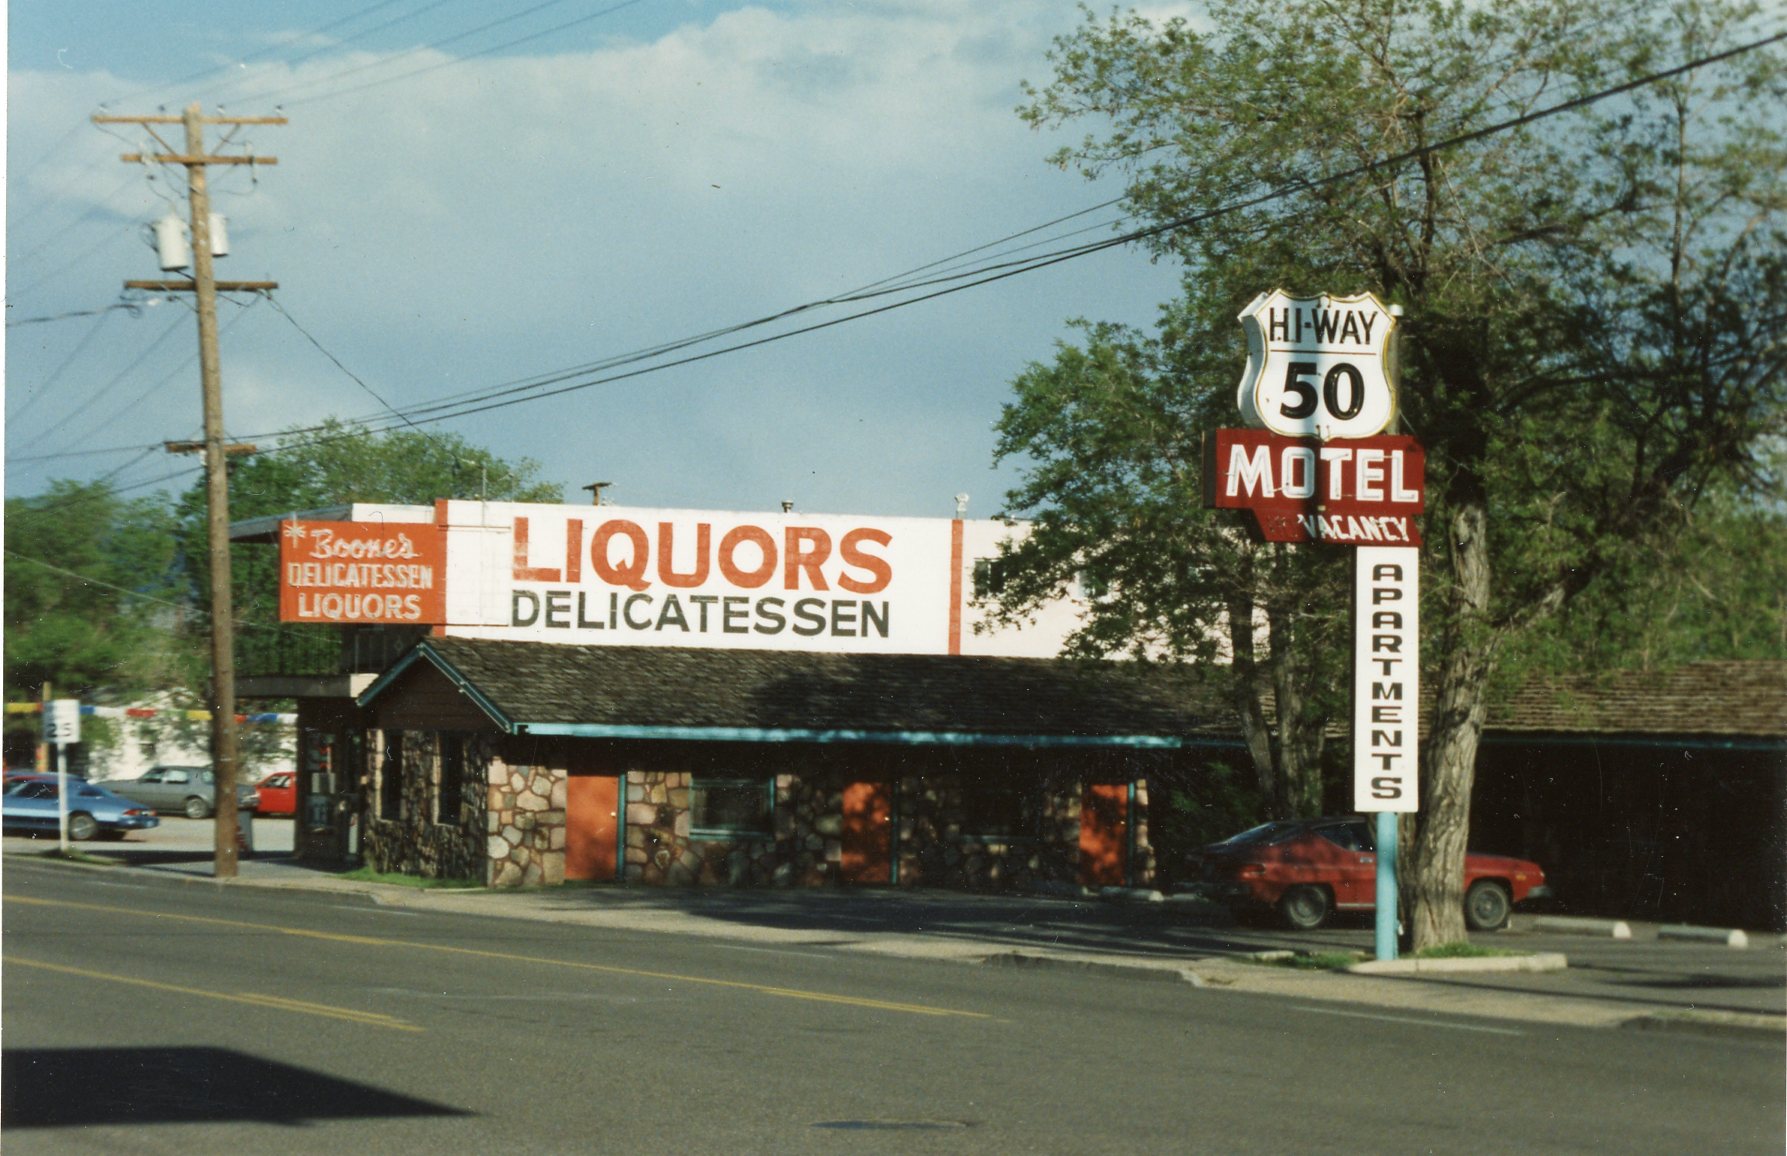 Boone's
DELICATESSEN
LIQUORS
LIQUORS
DELICATESSEN
HI-WAY
50
MOTEL
VACANCY
APARTMENTS
25